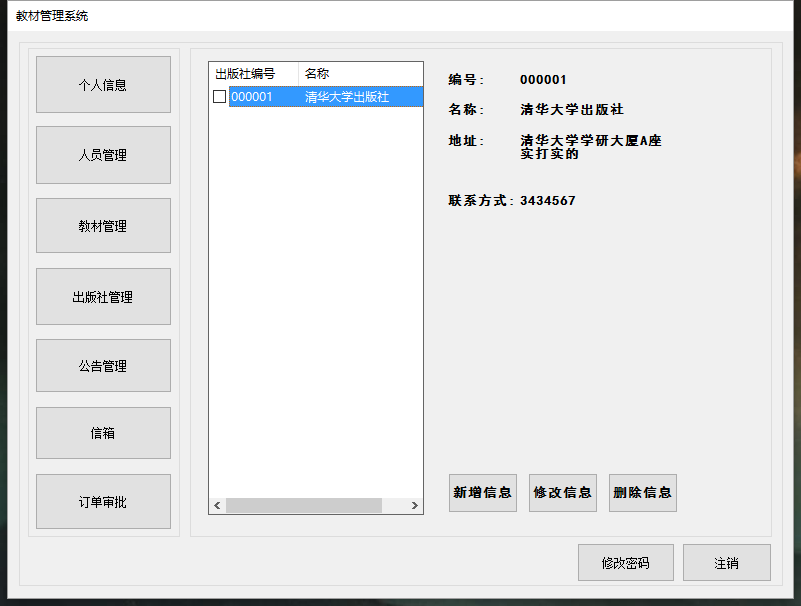 教材管理系统
个人信息
人员管理
教材管理
出版社管理
公告管理
信箱
订单审批
出版社编号 名称
000001 清华大学出版社
编号: 000001
名称: 清华大学出版社
地址: 清华大学学研大厦A座
实打实的
联系方式: 3434567
新增信息 修改信息 删除信息
修改密码 注销